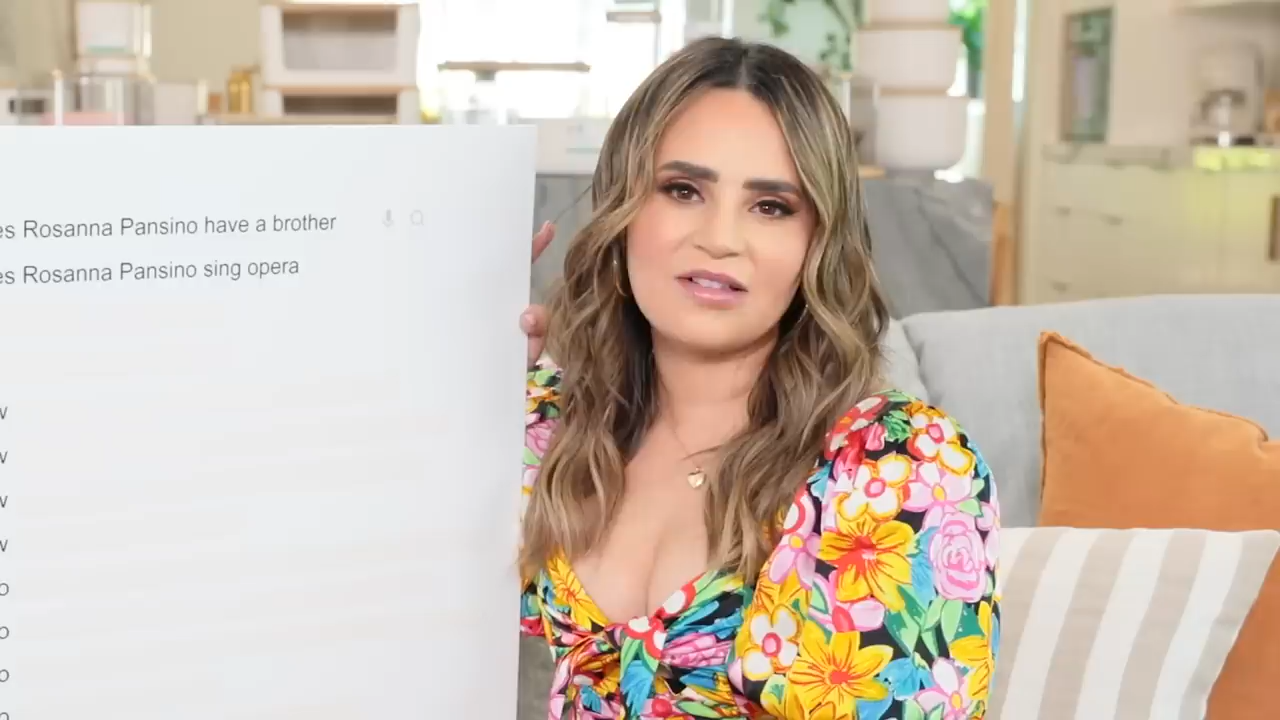 es Rosanna Pansino have a brother
es Rosanna Pansino sing opera
w
w
w
w
o
o
o